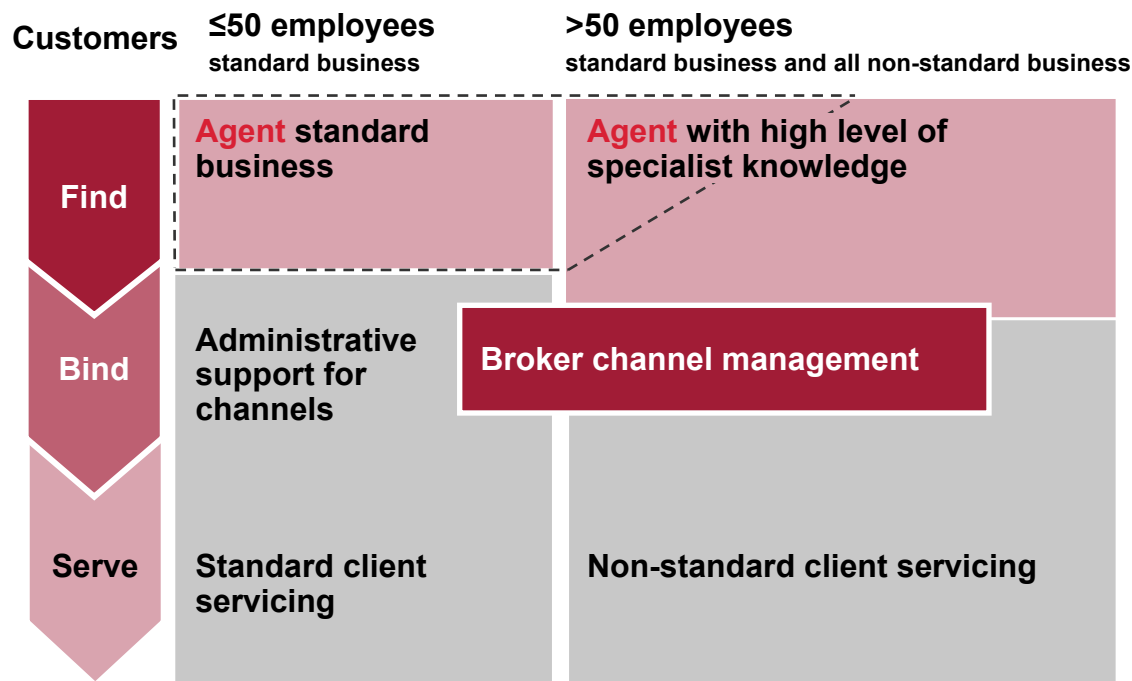 Customers
≤50 employees
standard business
>50 employees
standard business and all non-standard business
Find
Agent standard
business
Agent with high level of
specialist knowledge
Bind
Administrative
support for
channels
Broker channel management
Serve
Standard client
servicing
Non-standard client servicing